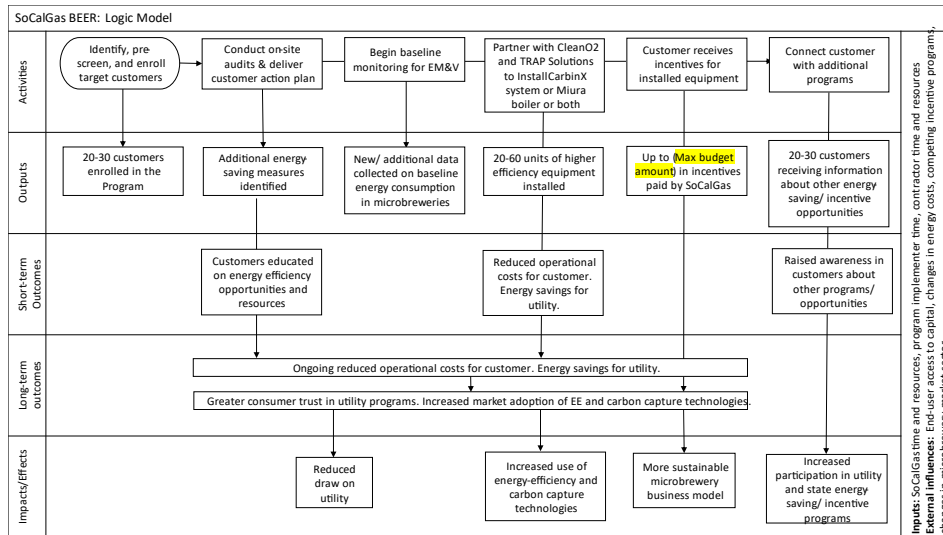 SoCalGas BEER: Logic Model
Activities
Identify, pre-
screen, and enroll
target customers
Conduct on-site
audits & deliver
customer action plan
Begin baseline
monitoring for EM&V
Partner with CleanO2
and TRAP Solutions
to InstallCarbinX
system or Miura
boiler or both
Customer receives
incentives for
installed equipment
Connect customer
with additional
programs
Outputs
20-30 customers
enrolled in the
Program
Additional energy-
saving measures
identified
New/ additional data
collected on baseline
energy consumption
in microbreweries
20-60 units of higher
efficiency equipment
installed
Up to (Max budget
amount) in incentives
paid by SoCalGas
20-30 customers
receiving information
about other energy
saving/ incentive
opportunities
Short-term
Outcomes
Customers educated
on energy efficiency
opportunities and
resources
Reduced operational
costs for customer.
Energy savings for
utility.
Raised awareness in
customers about
other programs/
opportunities
Long-term
outcomes
Ongoing reduced operational costs for customer. Energy savings for utility.
Greater consumer trust in utility programs. Increased market adoption of EE and carbon capture technologies.
Impacts/Effects
Reduced
draw on
utility
Increased use of
energy-efficiency and
carbon capture
technologies
More sustainable
microbrewery
business model
Increased
participation in utility
and state energy
saving/ incentive
programs
Inputs: SoCalGas time and resources, program implementer time, contractor time and resources
External influences: End-user access to capital, changes in energy costs, competing incentive programs,
changes in microbrewery market sector